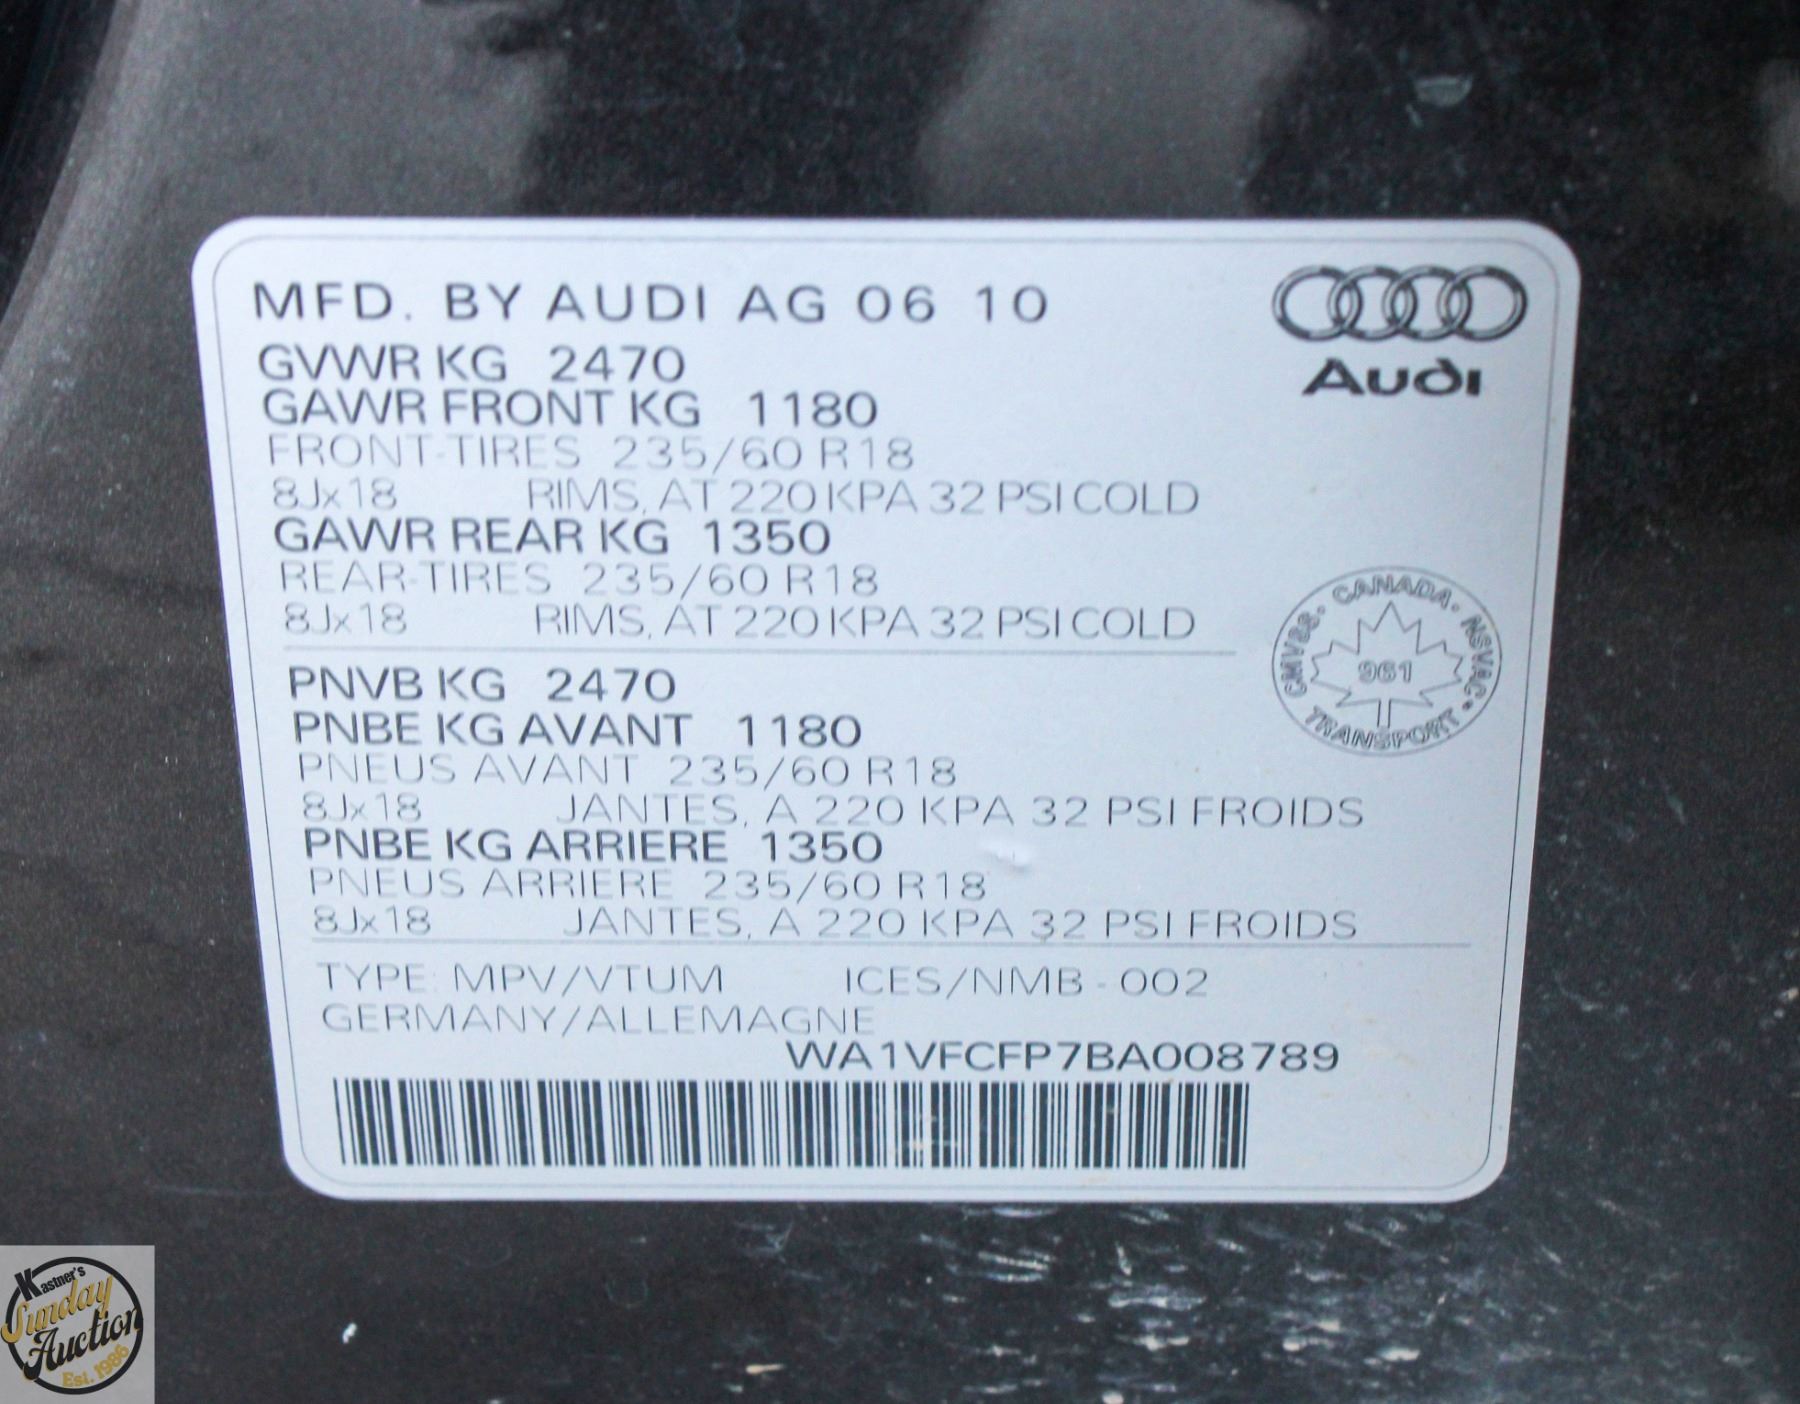 MFD. BY AUDI AG 06 10
Audi
GVWR KG 2470
GAWR FRONT KG 1180
FRONT-TIRES 235/60 R18
8Jx18 RIMS, AT 220 KPA 32 PSI COLD
GAWR REAR KG 1350
REAR-TIRES 235/60 R18
8Jx18 RIMS, AT 220 KPA 32 PSI COLD
CMVSS. CANADA. NSVAC.
961
TRANSPORT
PNVB KG 2470
PNBE KG AVANT 1180
PNEUS AVANT 235/60 R18
8Jx18 JANTES, A 220 KPA 32 PSI FROIDS
PNBE KG ARRIERE 1350
PNEUS ARRIERE 235/60 R18
8Jx18 JANTES, A 220 KPA 32 PSI FROIDS
TYPE: MPV/VTUM ICES/NMB-002
GERMANY/ALLEMAGNE
WA1VFCFP7BA008789
Kastner's
Sunday
Auction
Est. 1986